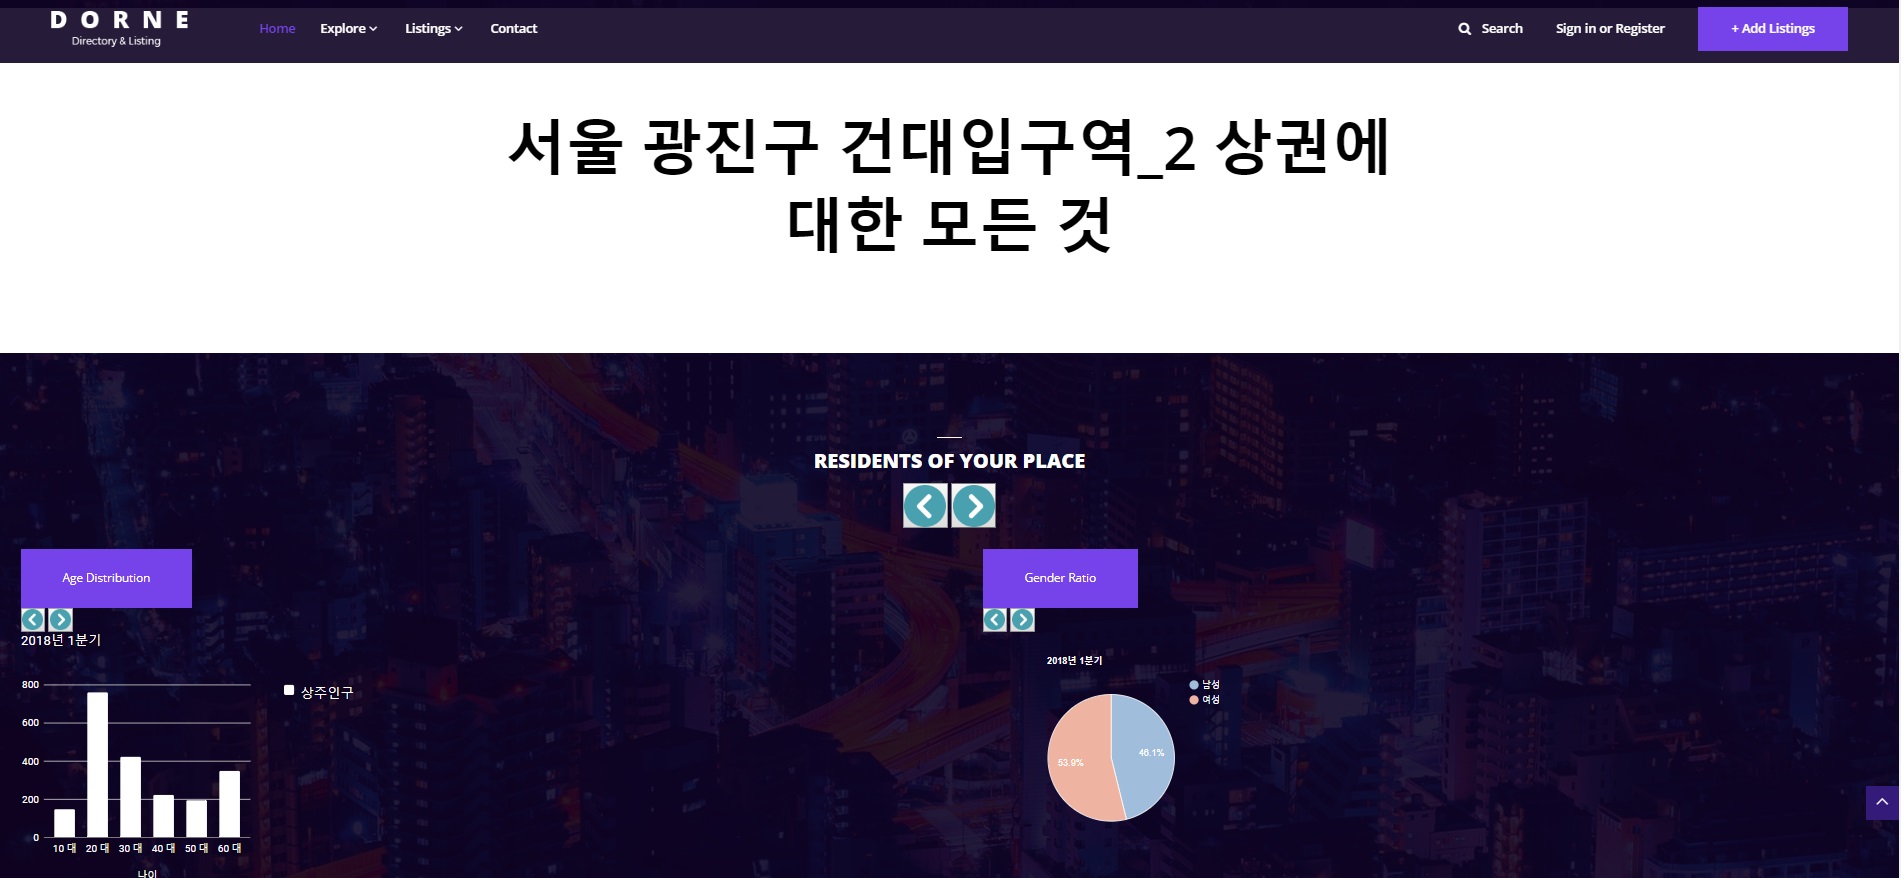 DORNE
Directory & Listing
Home
Explore
Listings
Contact
Search
Sign in or Register
+ Add Listings
서울 광진구 건대입구역_2 상권에
대한 모든 것
RESIDENTS OF YOUR PLACE
Age Distribution
2018년 1분기
800
600
400
200
0
10 대 20 대 30 대 40 대 50 대 60 대
나이
상주인구
Gender Ratio
2018년 1분기
남성
여성
46.1%
53.9%